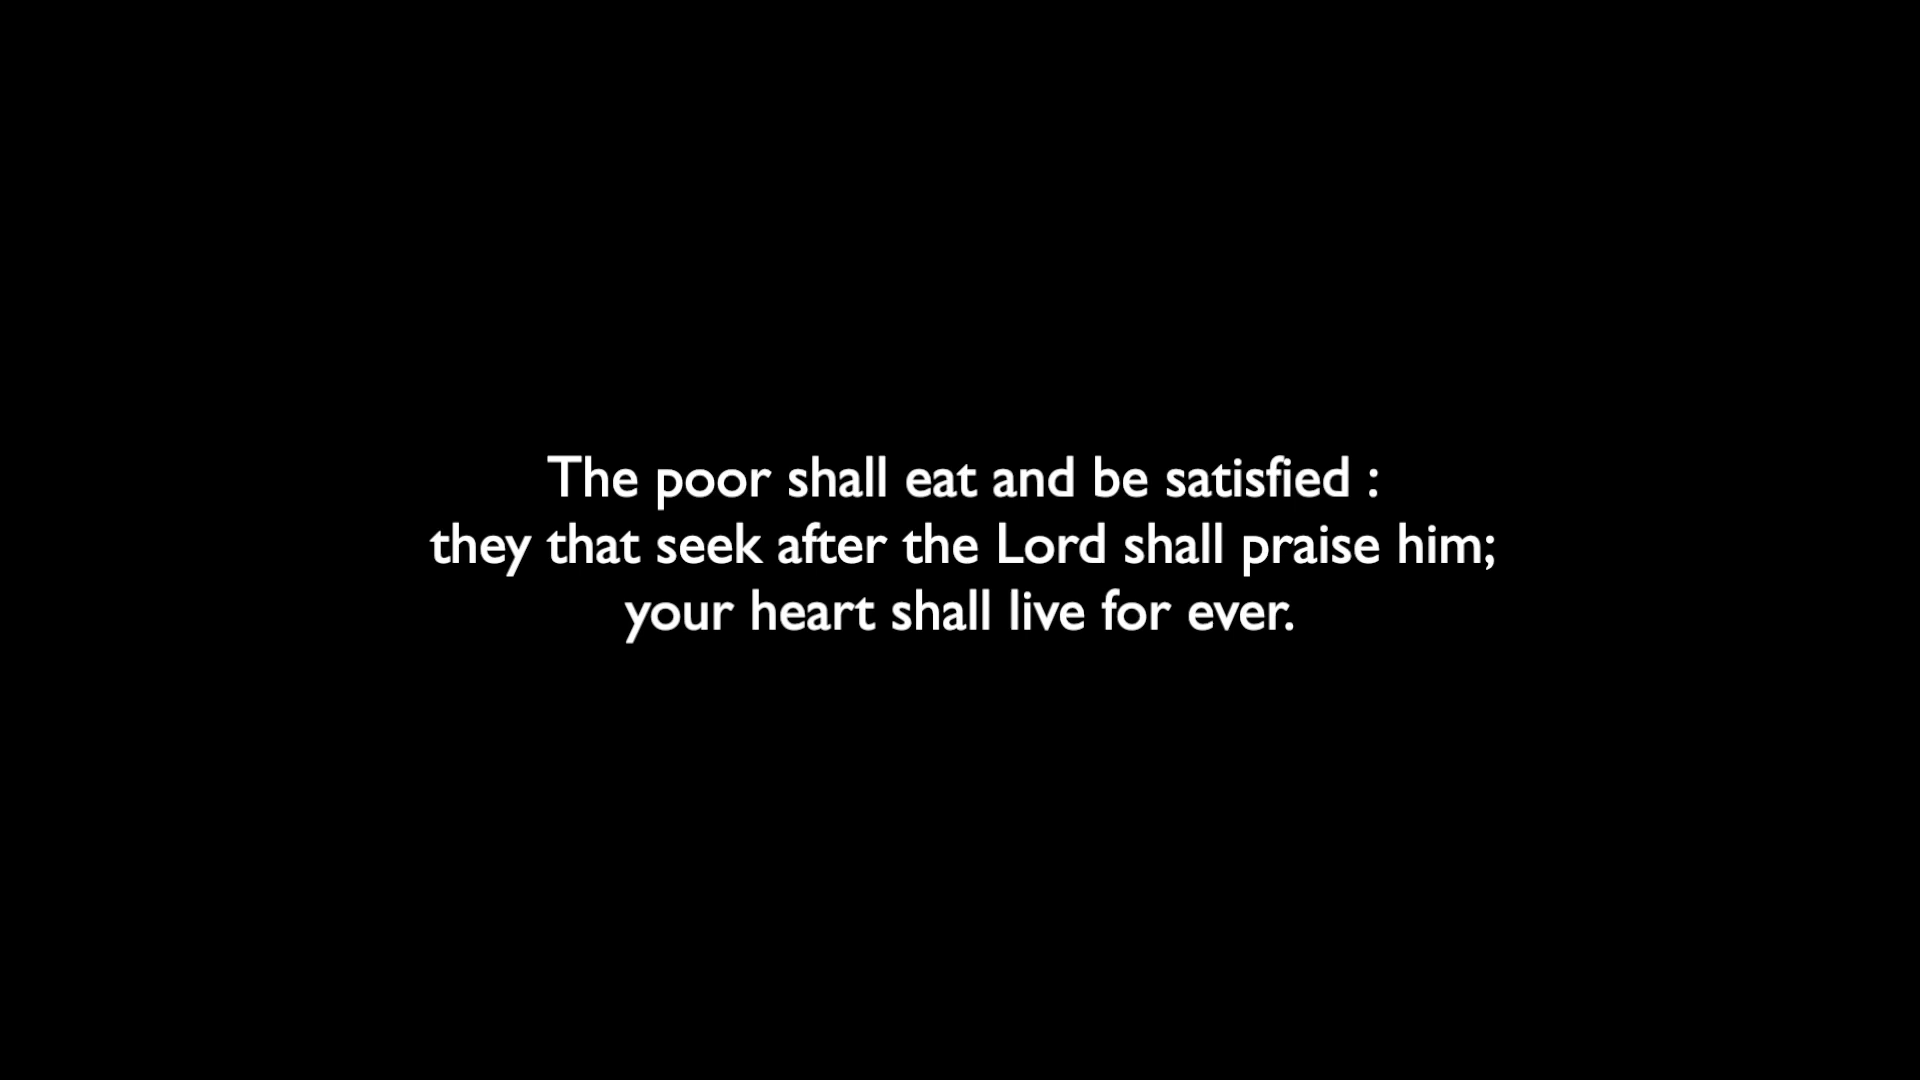 The poor shall eat and be satisfied :
they that seek after the Lord shall praise him;
your heart shall live for ever.